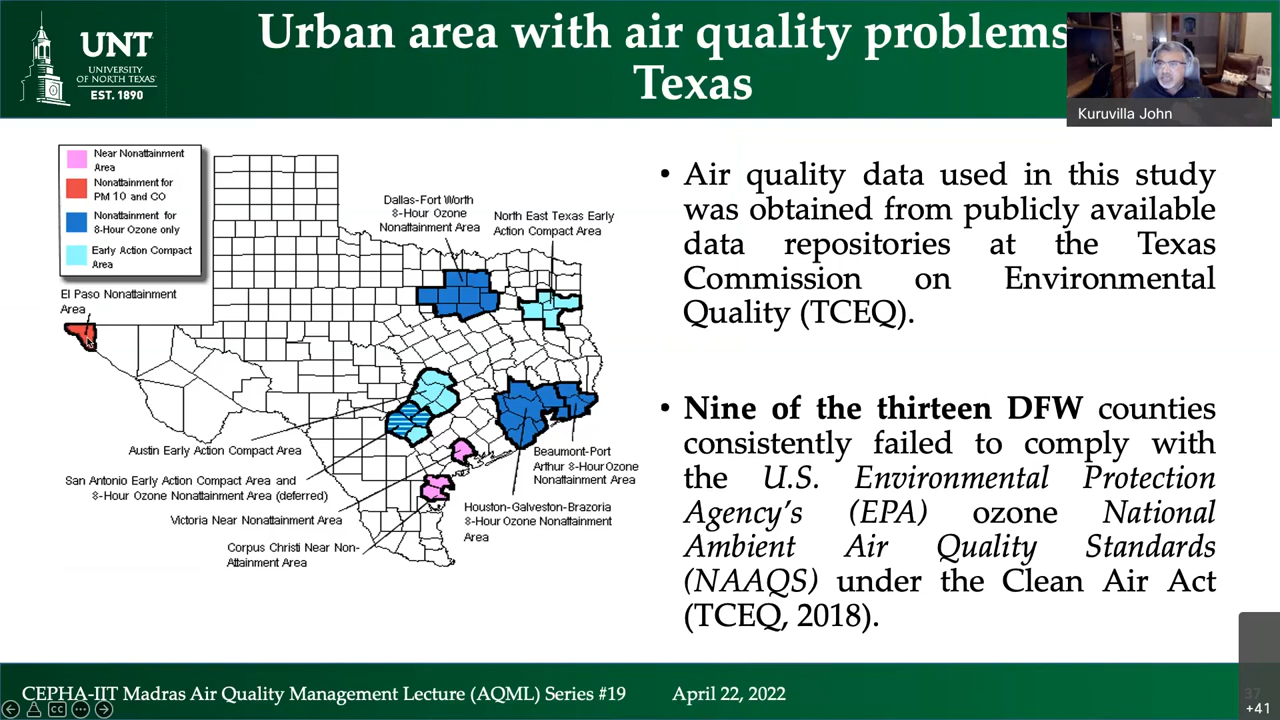 UNT
UNIVERSITY
OF NORTH TEXAS
EST. 1890
Urban area with air quality problems
Texas
Kuruvilla John
Near Nonattainment
Area
Nonattainment for
PM 10 and CO
Nonattainment for
8-Hour Ozone only
Early Action Compact
Area
El Paso Nonattainment
Area
Dallas-Fort Worth
8-Hour Ozone
Nonattainment Area
North East Texas Early
Action Compact Area
Austin Early Action Compact Area
San Antonio Early Action Compact Area and
8-Hour Ozone Nonattainment Area (deferred)
Victoria Near Nonattainment Area
Corpus Christi Near Non-
Attainment Area
Beaumont-Port
Arthur 8-Hour Ozone
Nonattainment Area
Houston-Galveston-Brazoria
8-Hour Ozone Nonattainment
Area
• Air quality data used in this study
was obtained from publicly available
data repositories at the Texas
Commission on Environmental
Quality (TCEQ).
• Nine of the thirteen DFW counties
consistently failed to comply with
the U.S. Environmental Protection
Agency's (EPA) ozone National
Ambient Air Quality Standards
(NAAQS) under the Clean Air Act
(TCEQ, 2018).
CEPHA-IIT Madras Air Quality Management Lecture (AQML) Series #19
April 22, 2022
37
+41